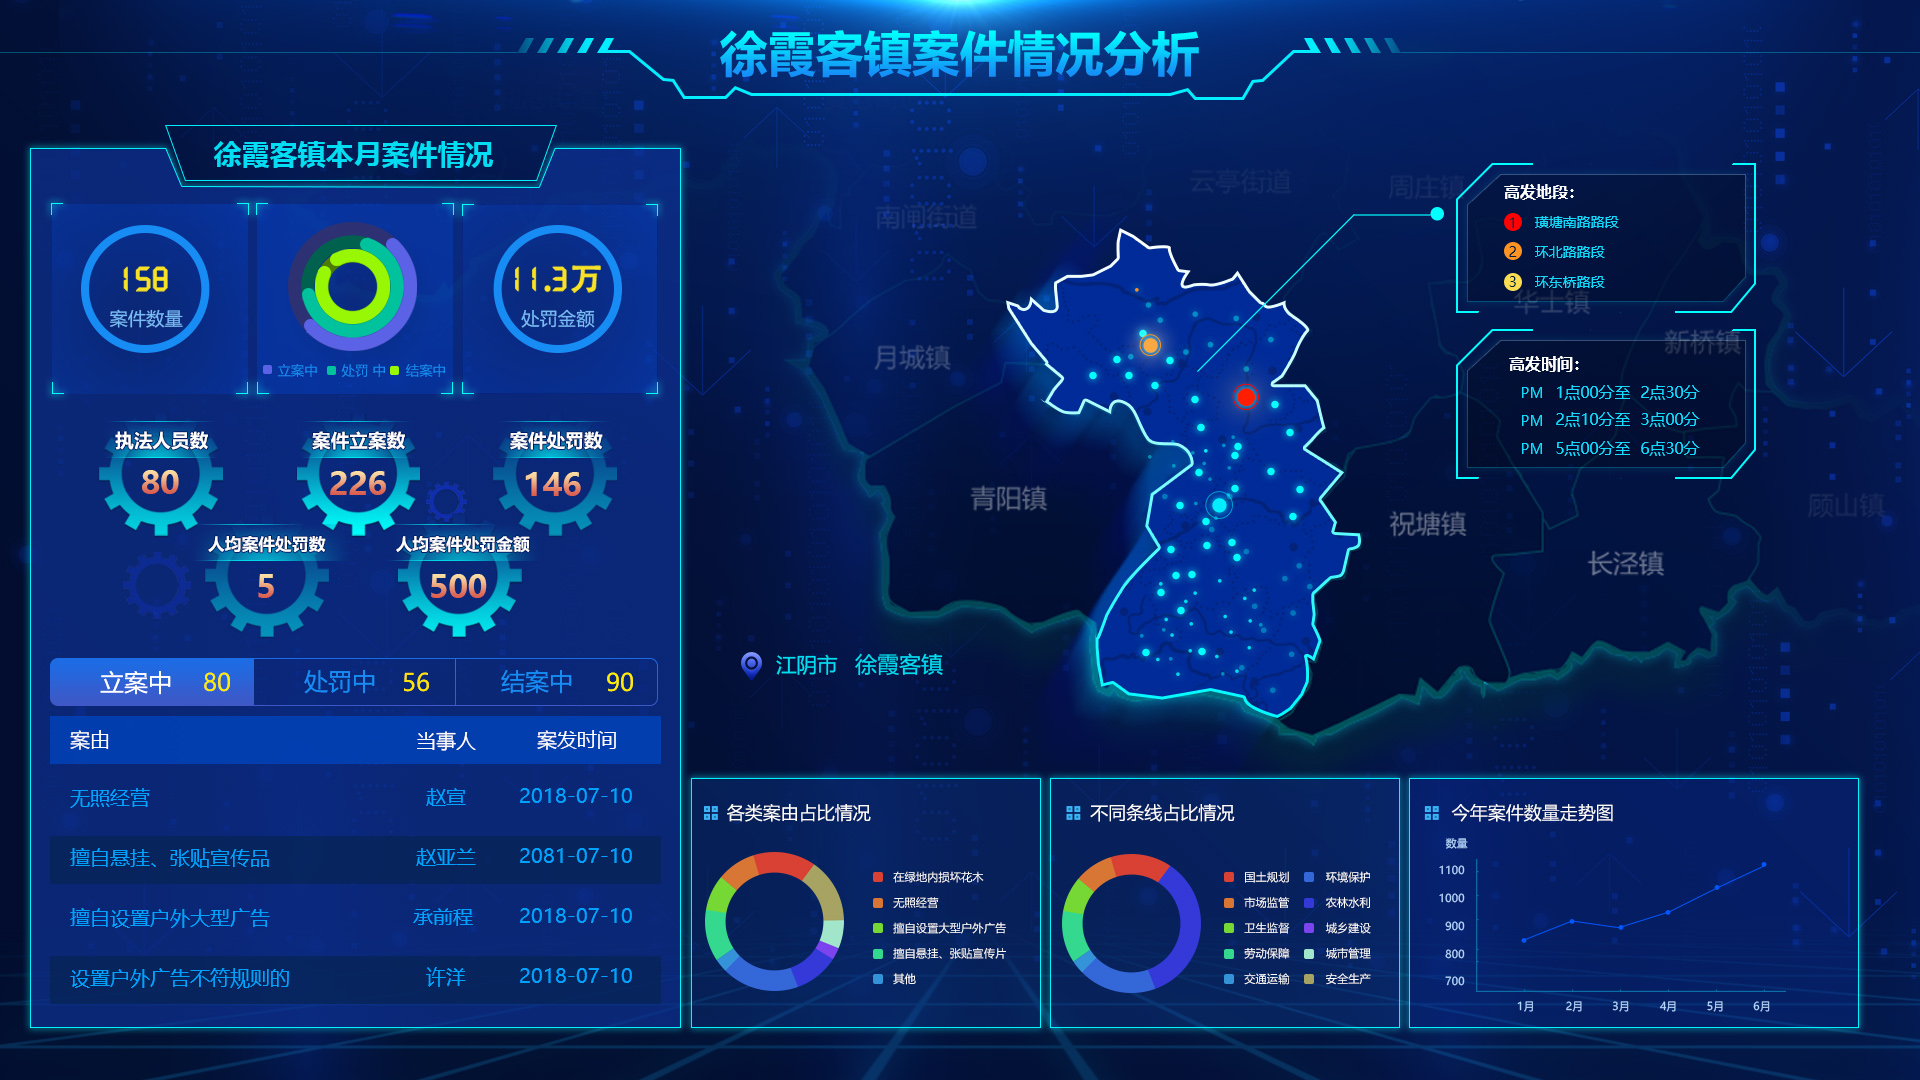 徐霞客镇案件情况分析
徐霞客镇本月案件情况
158
案件数量
立案中 处罚 中 结案中
11.3万
处罚金额
执法人员数
80
案件立案数
226
案件处罚数
146
人均案件处罚数
5
人均案件处罚金额
500
立案中 80 处罚中 56 结案中 90
案由 当事人 案发时间
无照经营 赵宣 2018-07-10
擅自悬挂、张贴宣传品 赵亚兰 2081-07-10
擅自设置户外大型广告 承前程 2018-07-10
设置户外广告不符规则的 许洋 2018-07-10
云亭街道
周庄镇
南闸街道
月城镇
青阳镇
祝塘镇
长泾镇
华士镇
新桥镇
顾山镇
江阴市 徐霞客镇
高发地段：
1 璜塘南路路段
2 环北路路段
3 环东桥路段
高发时间：
PM 1点00分至 2点30分
PM 2点10分至 3点00分
PM 5点00分至 6点30分
各类案由占比情况
在绿地内损坏花木
无照经营
擅自设置大型户外广告
擅自悬挂、张贴宣传片
其他
不同条线占比情况
国土规划 环境保护
市场监管 农林水利
卫生监督 城乡建设
劳动保障 城市管理
交通运输 安全生产
今年案件数量走势图
数量
1100
1000
900
800
700
1月 2月 3月 4月 5月 6月